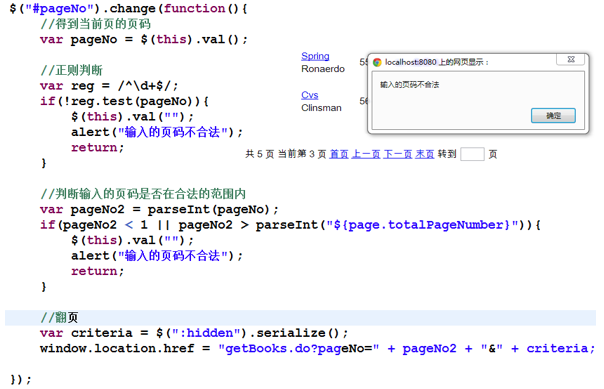 $("#pageNo").change(function(){
//得到当前页的页码
var pageNo = $(this).val();
//正则判断
var reg = /^\d+$/;
if(!reg.test(pageNo)){
$(this).val("");
alert("输入的页码不合法");
return;
}
//判断输入的页码是否在合法的范围内
var pageNo2 = parseInt(pageNo);
if(pageNo2 < 1 || pageNo2 > parseInt("${page.totalPageNumber}")){
$(this).val("");
alert("输入的页码不合法");
return;
}
//翻页
var criteria = $(":hidden").serialize();
window.location.href = "getBooks.do?pageNo=" + pageNo2 + "&" + criteria;
});
Spring
Ronaerdo
Cvs
Clinsman
localhost:8080 上的网页显示：
输入的页码不合法
确定
共 5 页 当前第 3 页 首页 上一页 下一页 末页 转到 页